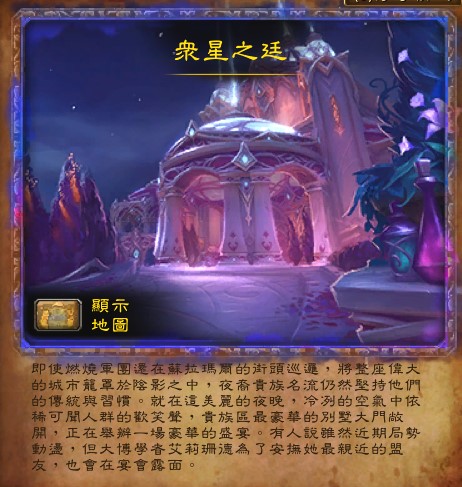 眾星之廷
顯示
地圖
即使燃燒軍團還在蘇拉瑪爾的街頭巡邏，將整座偉大
的城市籠罩於陰影之中，夜裔貴族名流仍然堅持他們
的傳統與習慣。就在這美麗的夜晚，冷冽的空氣中依
稀可聞人群的歡笑聲，貴族區最豪華的別墅大門敞
開，正在舉辦一場豪華的盛宴。有人說雖然近期局勢
動盪，但大博學者艾莉珊德為了安撫她最親近的盟
友，也會在宴會露面。